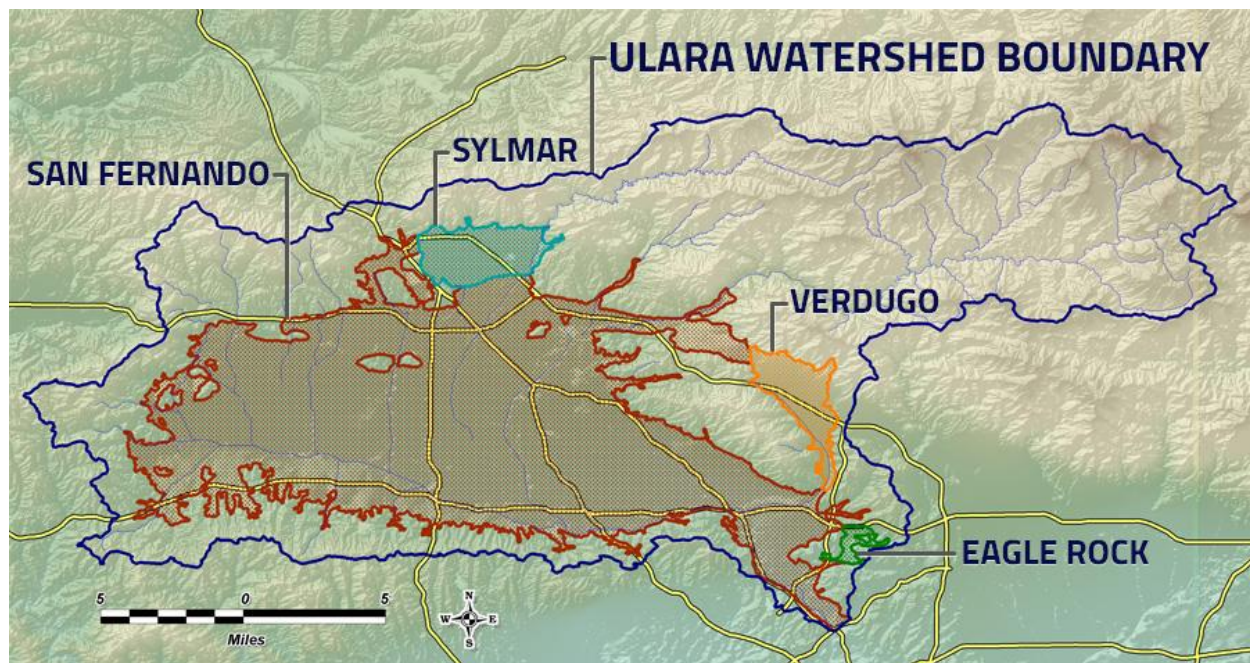 ULARA WATERSHED BOUNDARY
SYLMAR
SAN FERNANDO
VERDUGO
EAGLE ROCK
5 0 5
Miles
N
W E
S